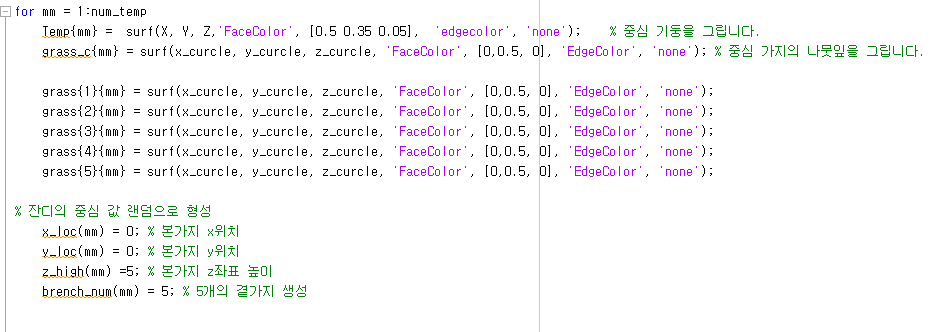 for mm = 1:num_temp
Temp{mm} = surf(X, Y, Z,'FaceColor', [0.5 0.35 0.05], 'edgecolor', 'none'); % 중심 기둥을 그립니다.
grass_c{mm} = surf(x_curcle, y_curcle, z_curcle, 'FaceColor', [0,0.5, 0], 'EdgeColor', 'none'); % 중심 가지의 나뭇잎을 그립니다.
grass{1}{mm} = surf(x_curcle, y_curcle, z_curcle, 'FaceColor', [0,0.5, 0], 'EdgeColor', 'none');
grass{2}{mm} = surf(x_curcle, y_curcle, z_curcle, 'FaceColor', [0,0.5, 0], 'EdgeColor', 'none');
grass{3}{mm} = surf(x_curcle, y_curcle, z_curcle, 'FaceColor', [0,0.5, 0], 'EdgeColor', 'none');
grass{4}{mm} = surf(x_curcle, y_curcle, z_curcle, 'FaceColor', [0,0.5, 0], 'EdgeColor', 'none');
grass{5}{mm} = surf(x_curcle, y_curcle, z_curcle, 'FaceColor', [0,0.5, 0], 'EdgeColor', 'none');
% 잔디의 중심 값 랜덤으로 형성
x_loc(mm) = 0; % 본가지 x위치
y_loc(mm) = 0; % 본가지 y위치
z_high(mm) =5; % 본가지 z좌표 높이
brench_num(mm) = 5; % 5개의 곁가지 생성